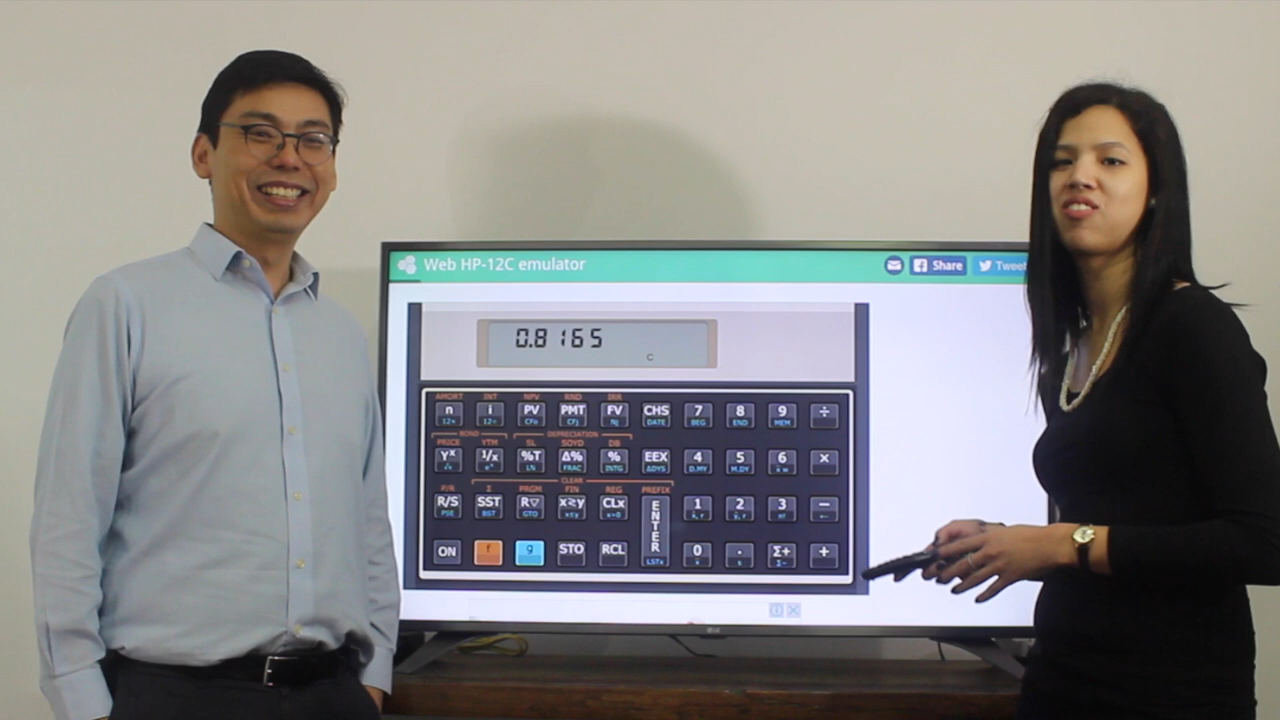 Web HP-12C emulator
Share
Tweet
0.8165
C
AMORT INT NPV RND IRR
n i PV PMT FV CHS 7 8 9 ÷
12× 12÷ CFo CFj Nj DATE BEG END MEM
BOND DEPRECIATION
PRICE YTM SL SOYD DB
Yx 1/x %T Δ% % EEX 4 5 6 ×
LN FRAC INTG ΔDYS D.MY M.DY
CLEAR
P/R Σ PRGM FIN REG PREFIX
R/S SST R▽ x≷y CLx ENTER 1 2 3 −
PSE BST GTO x≤y x=0
ON f g STO RCL 0 . Σ+ +
LSTx Σ−
LG